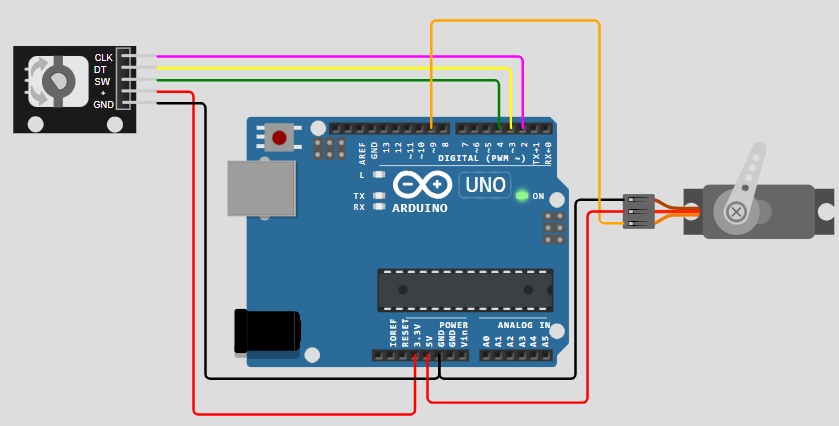 CLK
DT
SW
+
GND
AREF
GND
13
12
~11
~10
~9
8
7
~6
~5
4
~3
2
TX→1
RX←0
DIGITAL (PWM ~)
L
TX
RX
UNO
ON
ARDUINO
IOREF
RESET
3.3V
5V
GND
GND
Vin
POWER
ANALOG IN
A0
A1
A2
A3
A4
A5